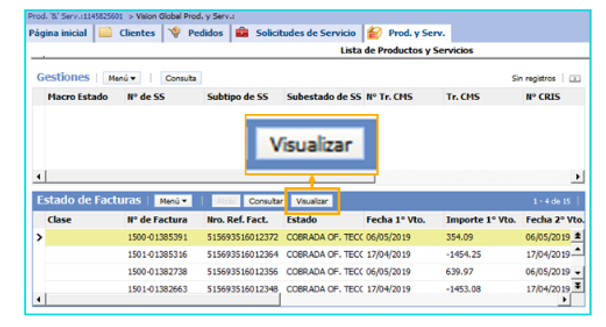 Prod. '&' Serv.:1145825601 > Vision Global Prod. y Serv.:
Página inicial Clientes Pedidos Solicitudes de Servicio Prod. y Serv.
Lista de Productos y Servicios
Gestiones Menú Consulta Sin registros
Macro Estado Nº de SS Subtipo de SS Subestado de SS Nº Tr. CMS Tr. CMS Nº CRIS
Visualizar
Estado de Facturas Menú Consultar Visualizar 1 - 4 de 15
Clase Nº de Factura Nro. Ref. Fact. Estado Fecha 1º Vto. Importe 1º Vto. Fecha 2º Vto.
1500-01385391 515693516012372 COBRADA OF. TECC 06/05/2019 354.09 06/05/2019
1501-01385316 515693516012364 COBRADA OF. TECC 17/04/2019 -1454.25 17/04/2019
1500-01382738 515693516012356 COBRADA OF. TECC 06/05/2019 639.97 06/05/2019
1501-01382663 515693516012348 COBRADA OF. TECC 17/04/2019 -1453.08 17/04/2019